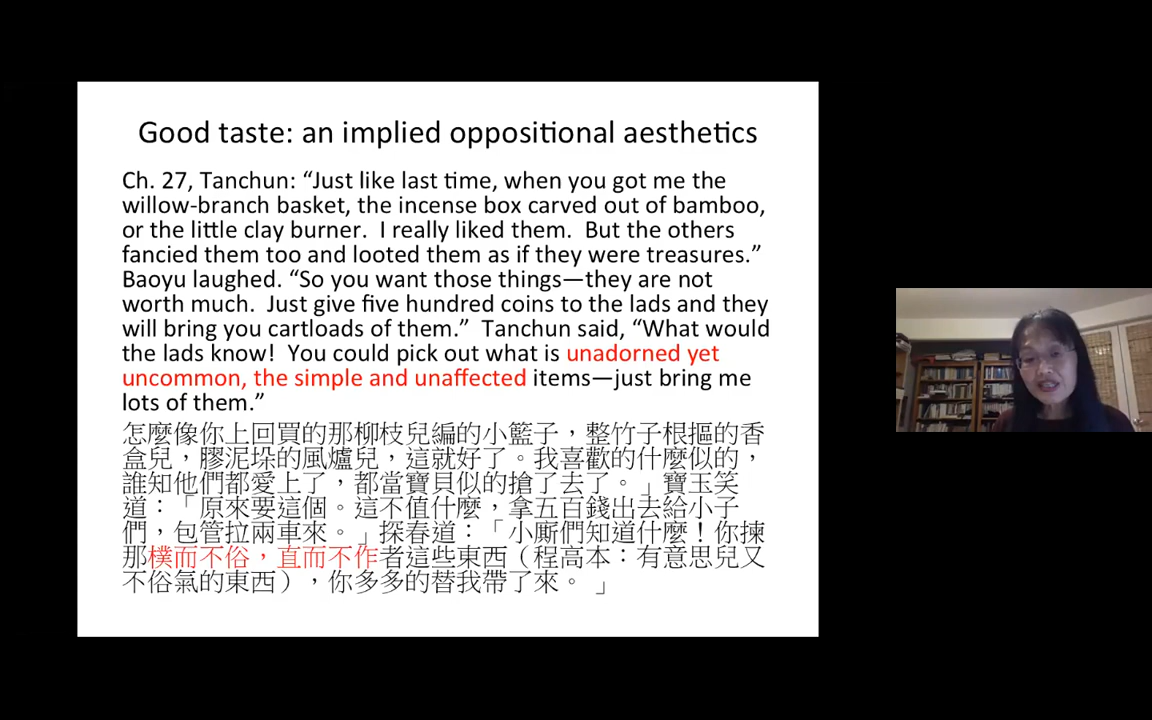 Good taste: an implied oppositional aesthetics
Ch. 27, Tanchun: “Just like last time, when you got me the
willow-branch basket, the incense box carved out of bamboo,
or the little clay burner.  I really liked them.  But the others
fancied them too and looted them as if they were treasures.”
Baoyu laughed. “So you want those things—they are not
worth much.  Just give five hundred coins to the lads and they
will bring you cartloads of them.”  Tanchun said, “What would
the lads know!  You could pick out what is unadorned yet
uncommon, the simple and unaffected items—just bring me
lots of them.”
怎麼像你上回買的那柳枝兒編的小籃子，整竹子根摳的香
盒兒，膠泥垛的風爐兒，這就好了。我喜歡的什麼似的，
誰知他們都愛上了，都當寶貝似的搶了去了。」寶玉笑
道：「原來要這個。這不值什麼，拿五百錢出去給小子
們，包管拉兩車來。」探春道：「小廝們知道什麼！你揀
那樸而不俗，直而不作者這些東西（程高本：有意思兒又
不俗氣的東西），你多多的替我帶了來。 」